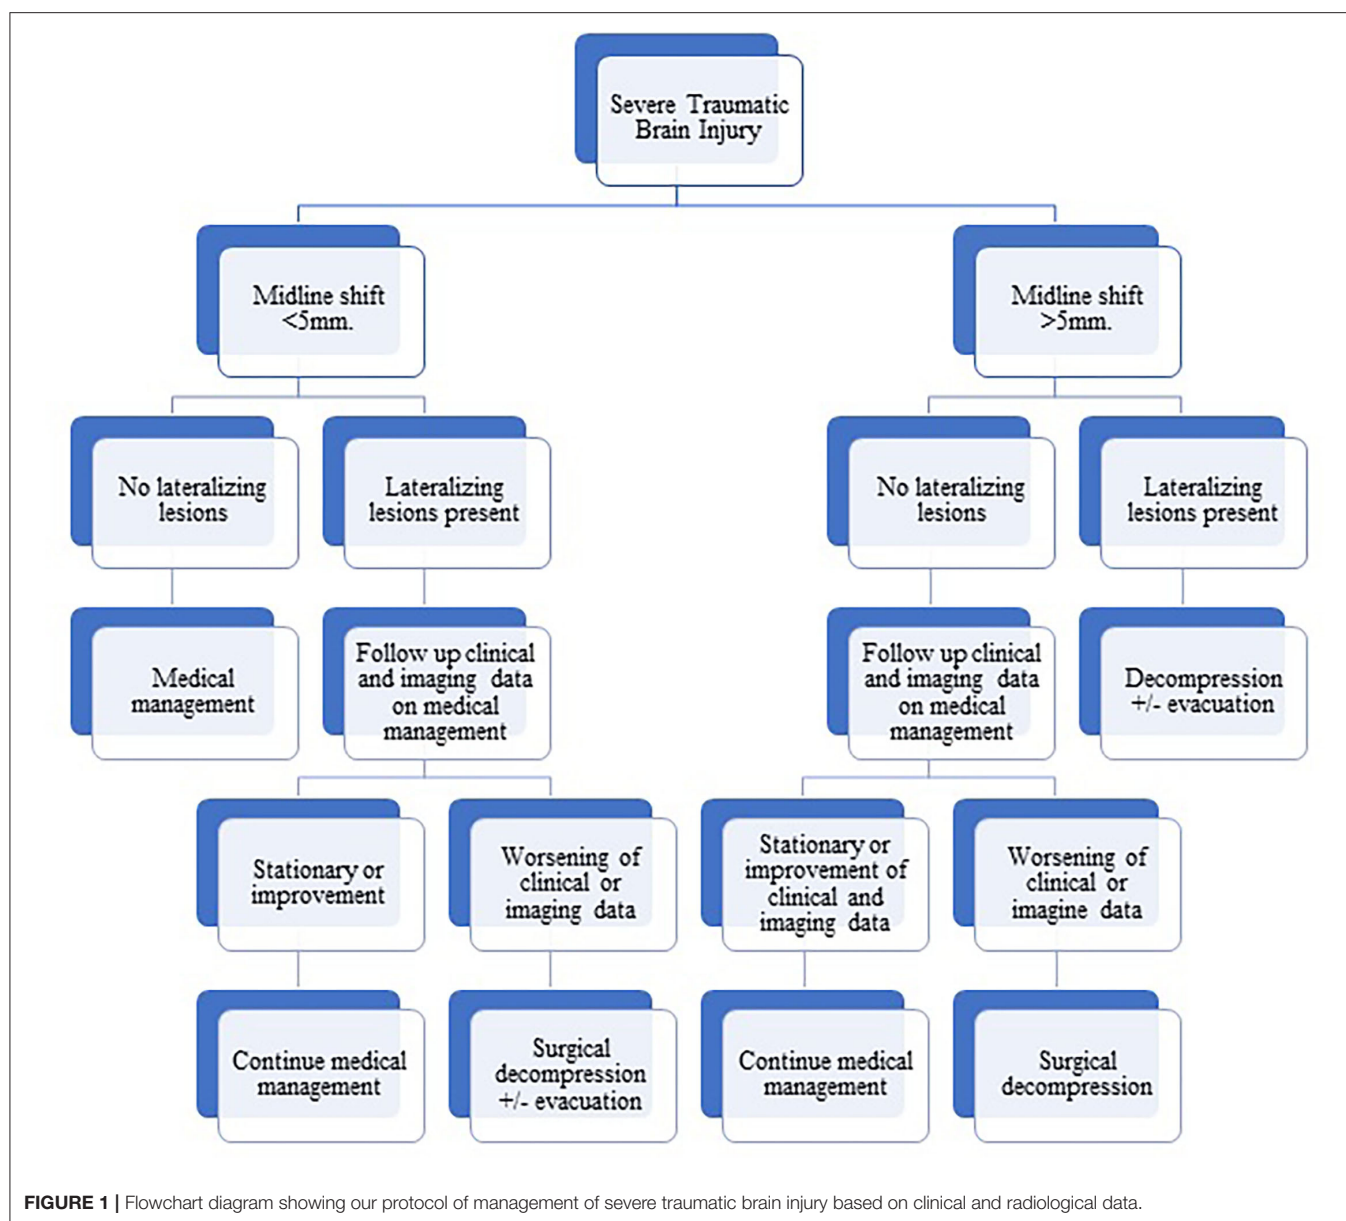 Severe Traumatic
Brain Injury
Midline shift
<5mm.
Midline shift
>5mm.
No lateralizing
lesions
Lateralizing
lesions present
No lateralizing
lesions
Lateralizing
lesions present
Medical
management
Follow up clinical
and imaging data
on medical
management
Follow up clinical
and imaging data
on medical
management
Decompression
+/- evacuation
Stationary or
improvement
Worsening of
clinical or
imaging data
Stationary or
improvement of
clinical and
imaging data
Worsening of
clinical or
imagine data
Continue medical
management
Surgical
decompression
+/- evacuation
Continue medical
management
Surgical
decompression
FIGURE 1 | Flowchart diagram showing our protocol of management of severe traumatic brain injury based on clinical and radiological data.